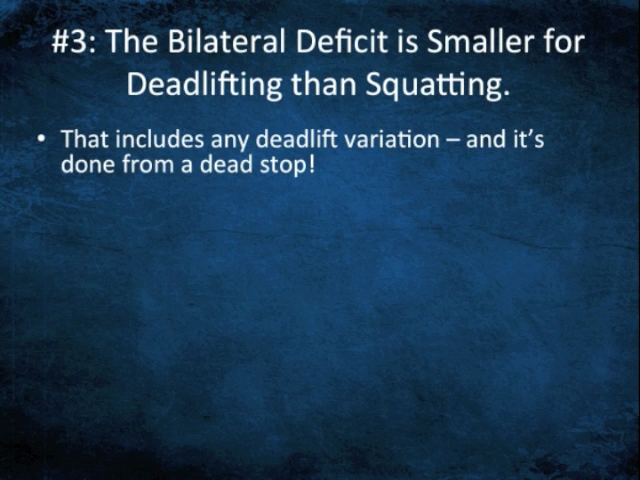 #3: The Bilateral Deficit is Smaller for
Deadlifting than Squatting.
• That includes any deadlift variation – and it's
done from a dead stop!